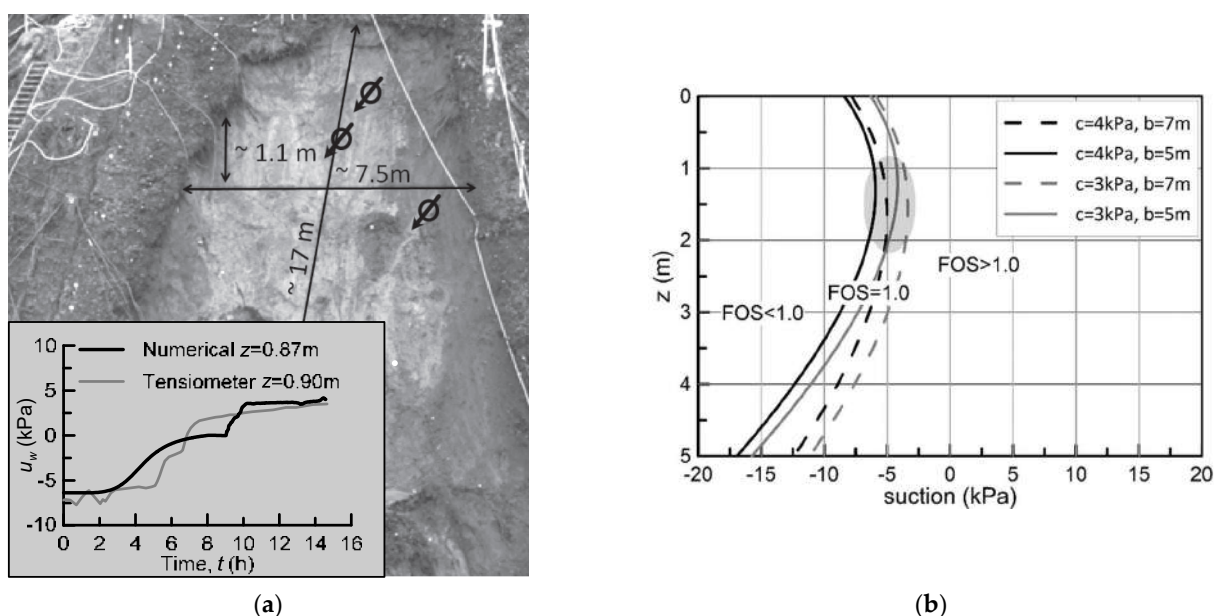 ~ 1.1 m
~ 7.5m
~ 17 m
10
5
0
-5
-10
u_w (kPa)
Numerical z=0.87m
Tensiometer z=0.90m
0 2 4 6 8 10 12 14 16
Time, t (h)
(a)
0
1
2
3
4
5
z (m)
c=4kPa, b=7m
c=4kPa, b=5m
c=3kPa, b=7m
c=3kPa, b=5m
FOS>1.0
FOS=1.0
FOS<1.0
-20 -15 -10 -5 0 5 10 15 20
suction (kPa)
(b)